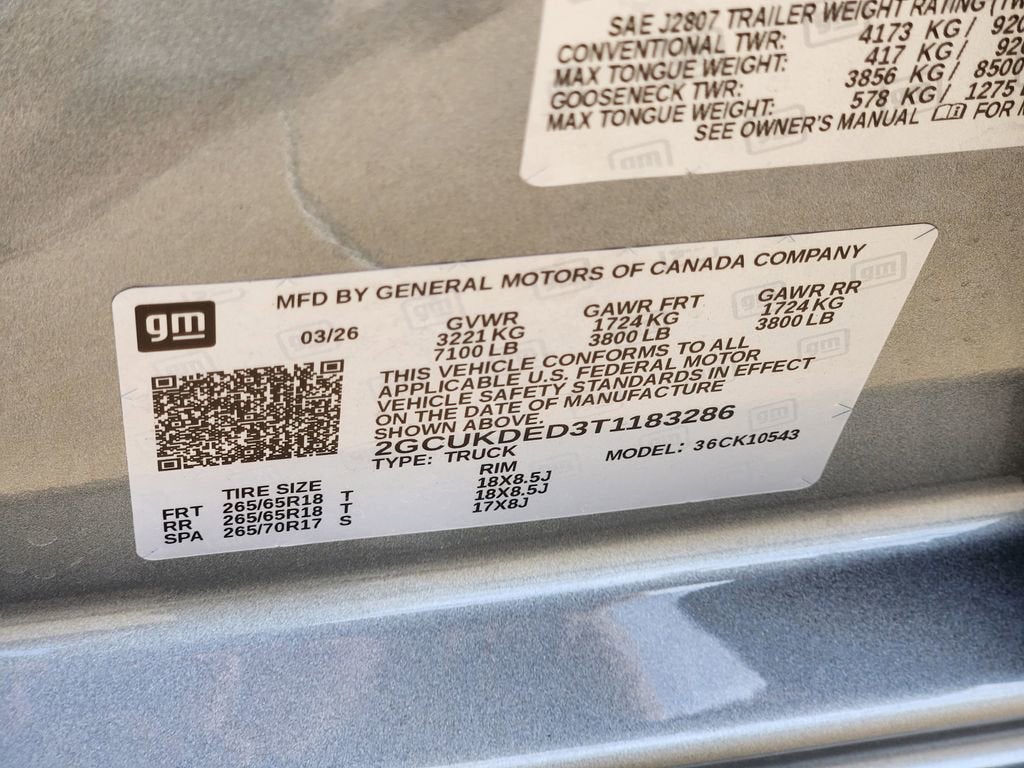 SAE J2807 TRAILER WEIGHT RATING
CONVENTIONAL TWR: 4173 KG/ 920
MAX TONGUE WEIGHT: 417 KG/ 92
GOOSENECK TWR: 3856 KG/ 8500
MAX TONGUE WEIGHT: 578 KG/ 1275
SEE OWNER'S MANUAL FOR
gm
MFD BY GENERAL MOTORS OF CANADA COMPANY
gm
03/26 GVWR GAWR FRT GAWR RR
3221 KG 1724 KG 1724 KG
7100 LB 3800 LB 3800 LB
THIS VEHICLE CONFORMS TO ALL
APPLICABLE U.S. FEDERAL MOTOR
VEHICLE SAFETY STANDARDS IN EFFECT
ON THE DATE OF MANUFACTURE
SHOWN ABOVE.
2GCUKDED3T1183286
TYPE: TRUCK MODEL: 36CK10543
TIRE SIZE RIM
FRT 265/65R18 T 18X8.5J
RR 265/65R18 T 18X8.5J
SPA 265/70R17 S 17X8J